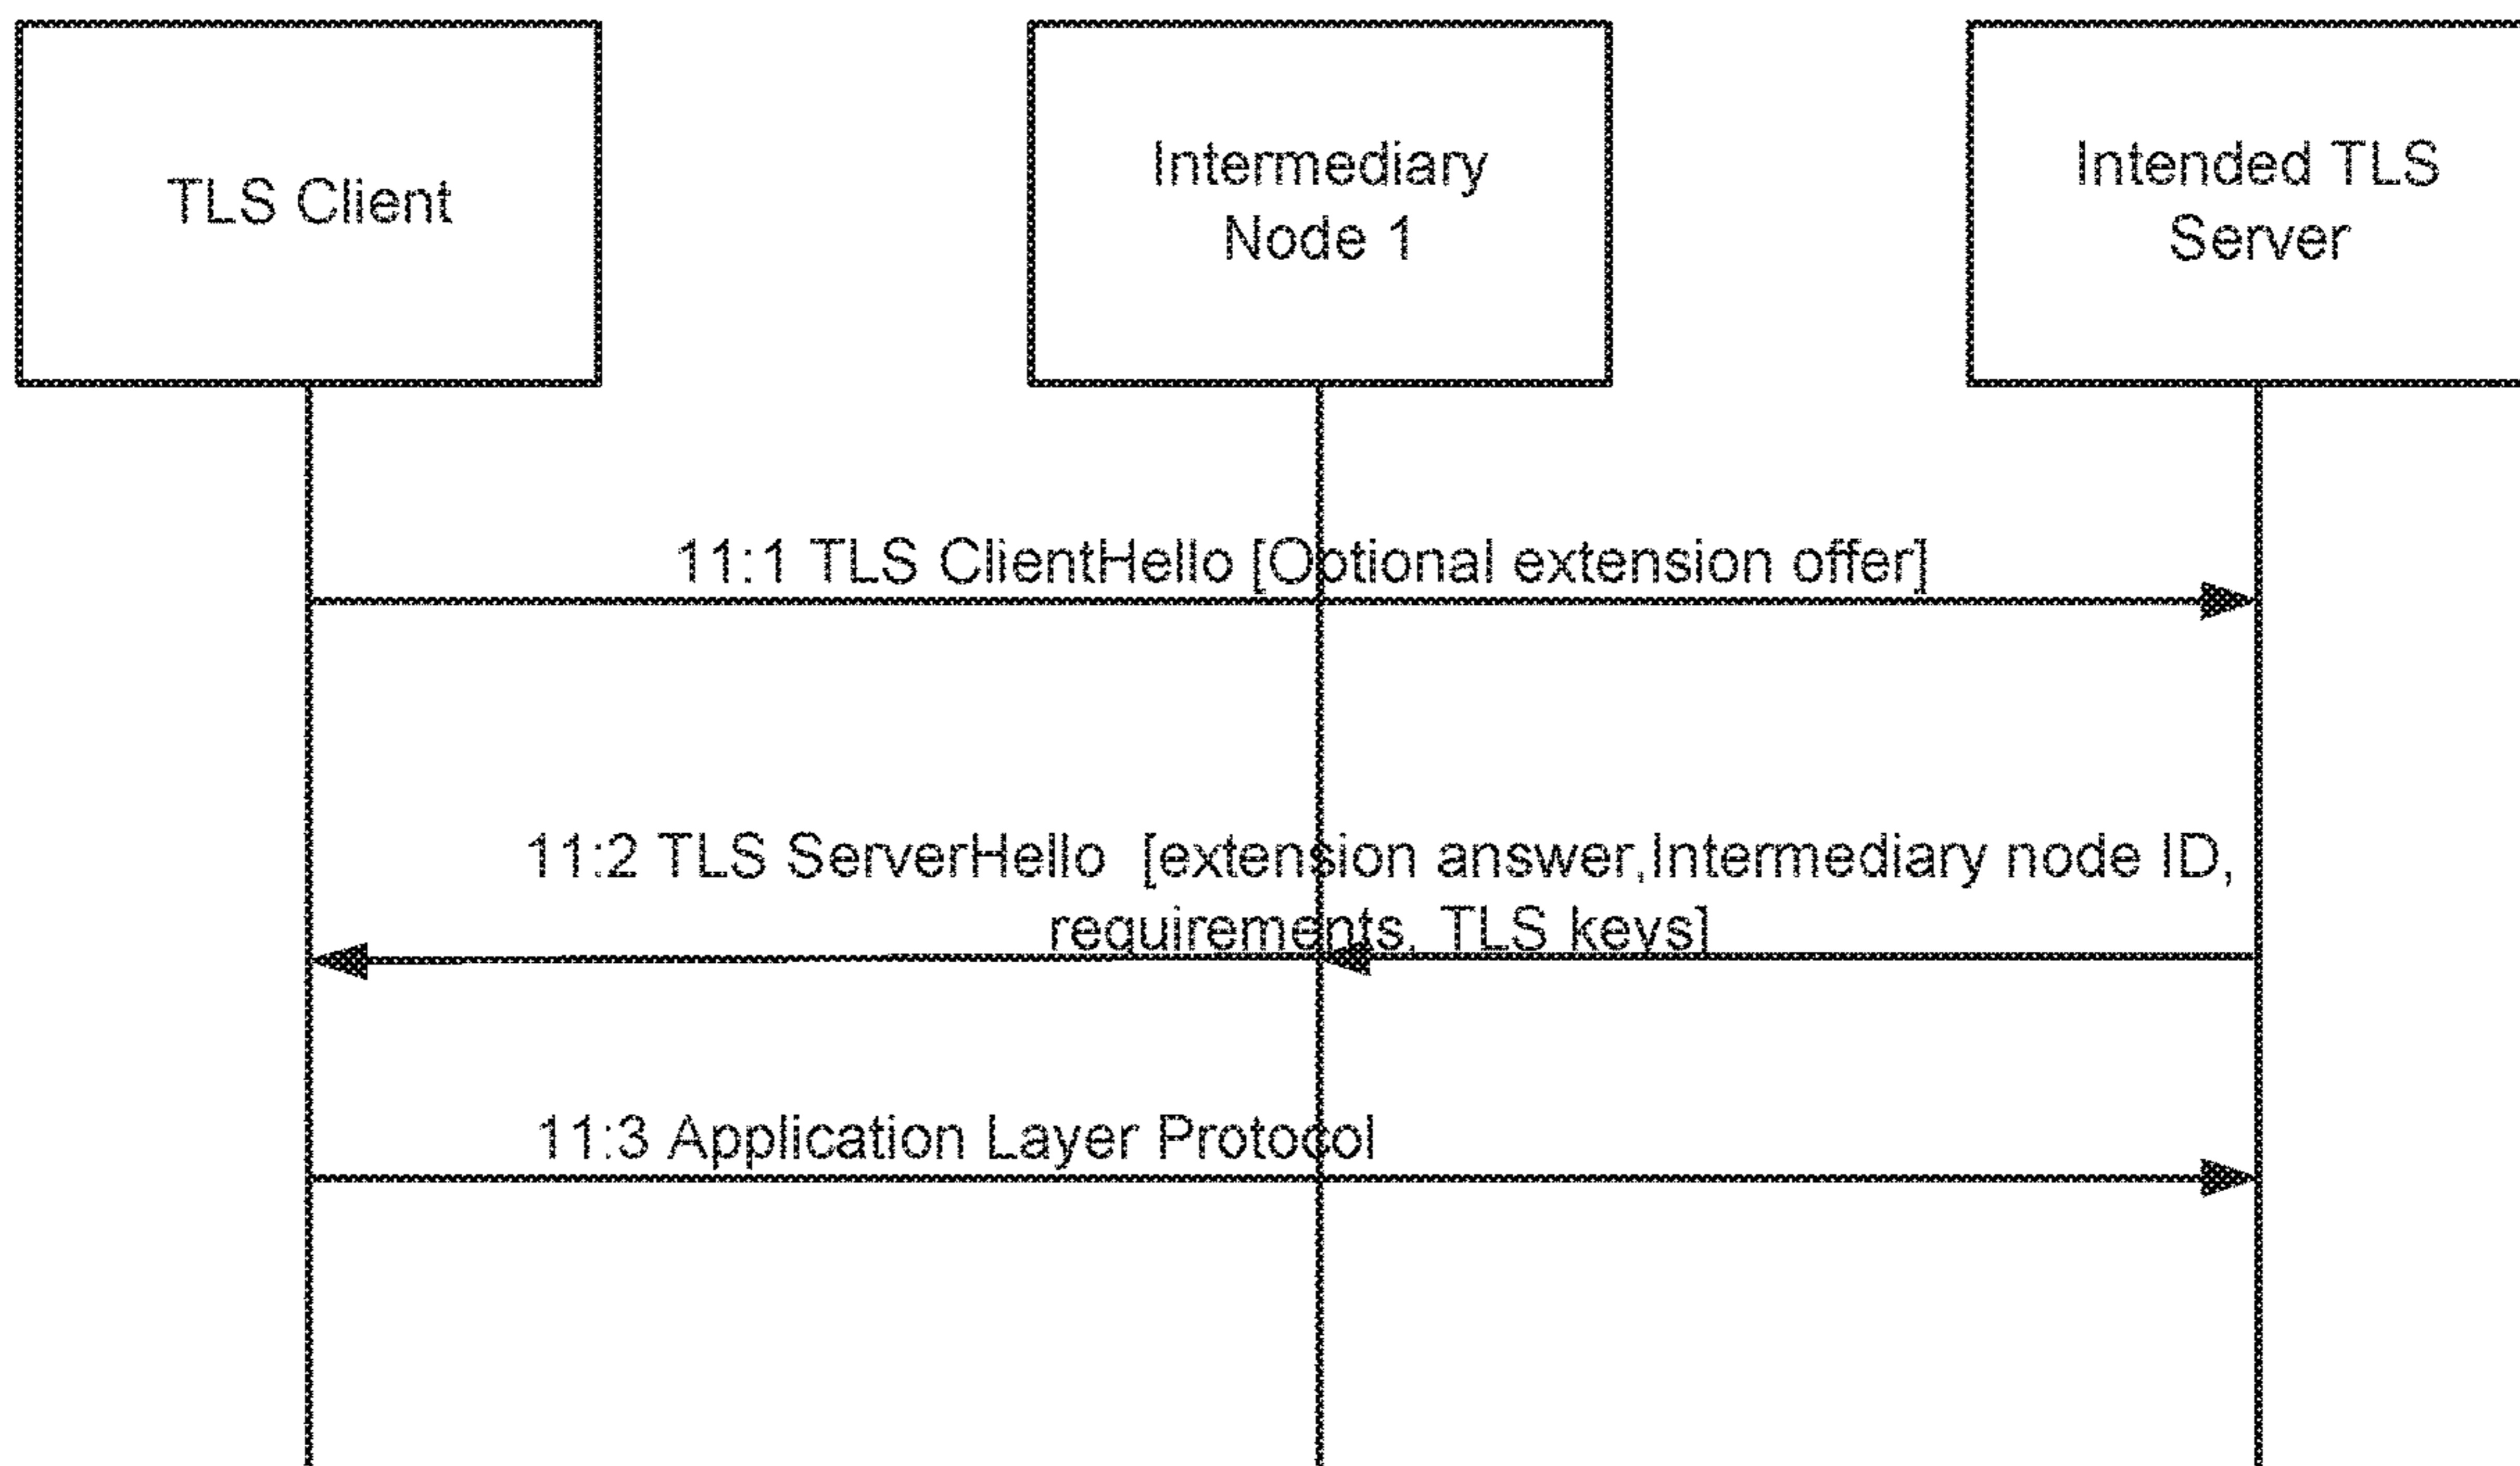 TLS Client
Intermediary
Node 1
Intended TLS
Server
11:1 TLS ClientHello [Optional extension offer]
11:2 TLS ServerHello [extension answer,Intermediary node ID,
requirements, TLS keys]
11:3 Application Layer Protocol